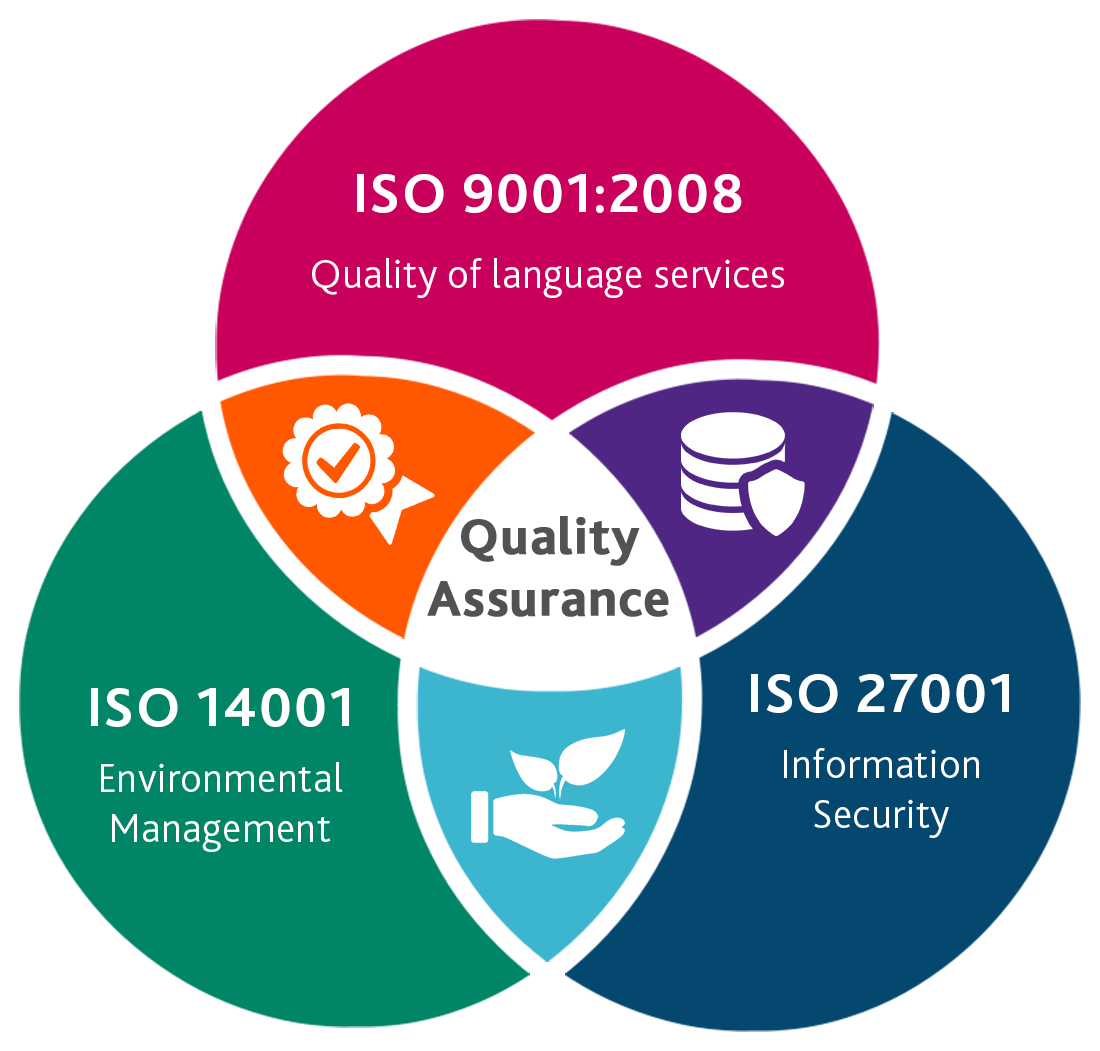 ISO 9001:2008
Quality of language services
Quality
Assurance
ISO 14001
Environmental
Management
ISO 27001
Information
Security